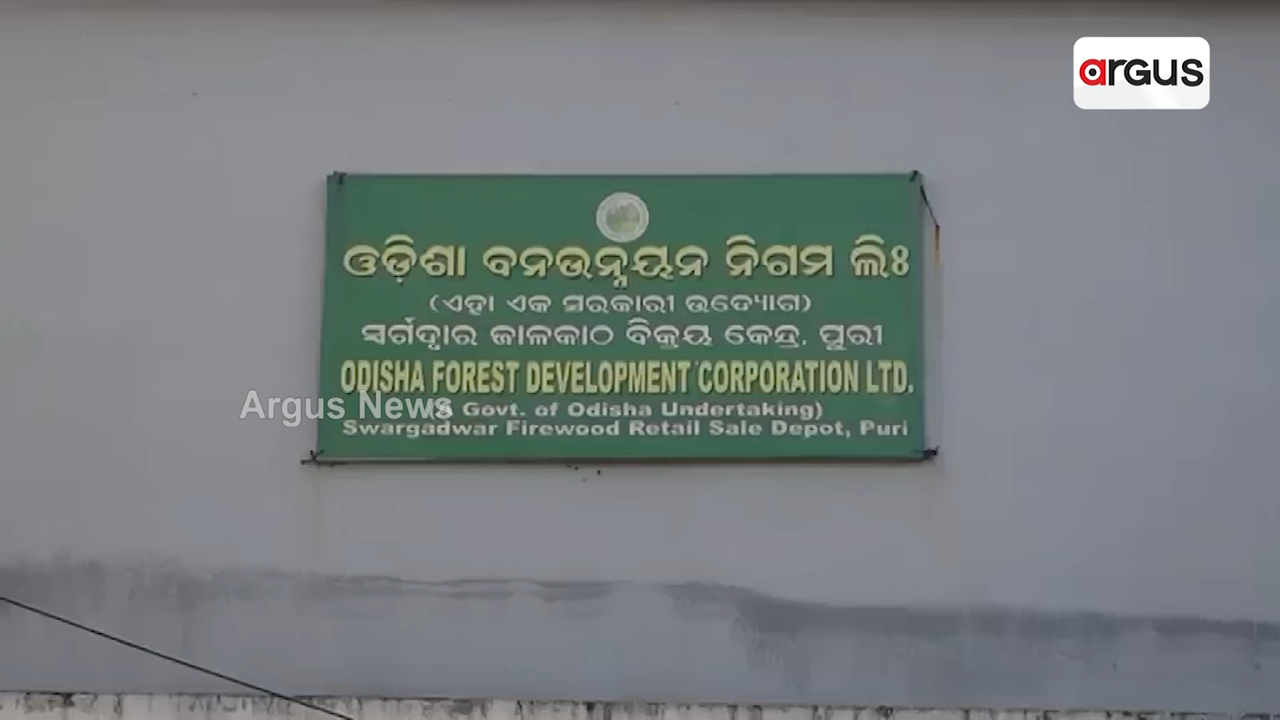 argus
ଓଡ଼ିଶା ବନଉନ୍ନୟନ ନିଗମ ଲିଃ
(ଏହା ଏକ ସରକାରୀ ଉଦ୍ୟୋଗ)
ସ୍ୱର୍ଗଦ୍ୱାର ଜାଳକାଠ ବିକ୍ରୟ କେନ୍ଦ୍ର, ପୁରୀ
ODISHA FOREST DEVELOPMENT CORPORATION LTD.
Argus News
(A Govt. of Odisha Undertaking)
Swargadwar Firewood Retail Sale Depot, Puri